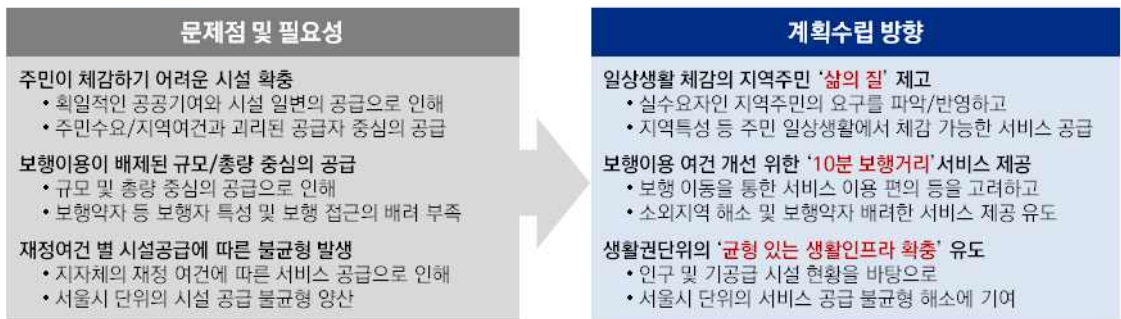 문제점 및 필요성
주민이 체감하기 어려운 시설 확충
• 획일적인 공공기여와 시설 일변의 공급으로 인해
• 주민수요/지역여건과 괴리된 공급자 중심의 공급
보행이용이 배제된 규모/총량 중심의 공급
• 규모 및 총량 중심의 공급으로 인해
• 보행약자 등 보행자 특성 및 보행 접근의 배려 부족
재정여건 별 시설공급에 따른 불균형 발생
• 지자체의 재정 여건에 따른 서비스 공급으로 인해
• 서울시 단위의 시설 공급 불균형 양산
계획수립 방향
일상생활 체감의 지역주민 ‘삶의 질’ 제고
• 실수요자인 지역주민의 요구를 파악/반영하고
• 지역특성 등 주민 일상생활에서 체감 가능한 서비스 공급
보행이용 여건 개선 위한 ‘10분 보행거리’서비스 제공
• 보행 이동을 통한 서비스 이용 편의 등을 고려하고
• 소외지역 해소 및 보행약자 배려한 서비스 제공 유도
생활권단위의 ‘균형 있는 생활인프라 확충’ 유도
• 인구 및 기공급 시설 현황을 바탕으로
• 서울시 단위의 서비스 공급 불균형 해소에 기여